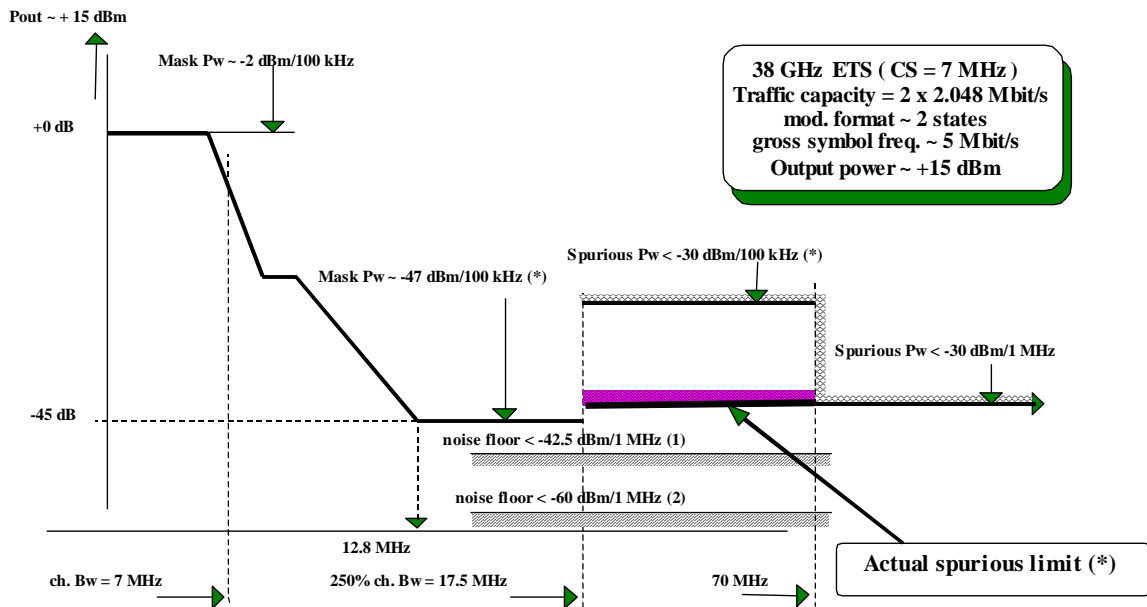 Pout ~ + 15 dBm
Mask Pw ~ -2 dBm/100 kHz
38 GHz ETS ( CS = 7 MHz )
Traffic capacity = 2 x 2.048 Mbit/s
mod. format ~ 2 states
gross symbol freq. ~ 5 Mbit/s
Output power ~ +15 dBm
+0 dB
Spurious Pw < -30 dBm/100 kHz (*)
Mask Pw ~ -47 dBm/100 kHz (*)
Spurious Pw < -30 dBm/1 MHz
-45 dB
noise floor < -42.5 dBm/1 MHz (1)
noise floor < -60 dBm/1 MHz (2)
12.8 MHz
Actual spurious limit (*)
ch. Bw = 7 MHz
250% ch. Bw = 17.5 MHz
70 MHz